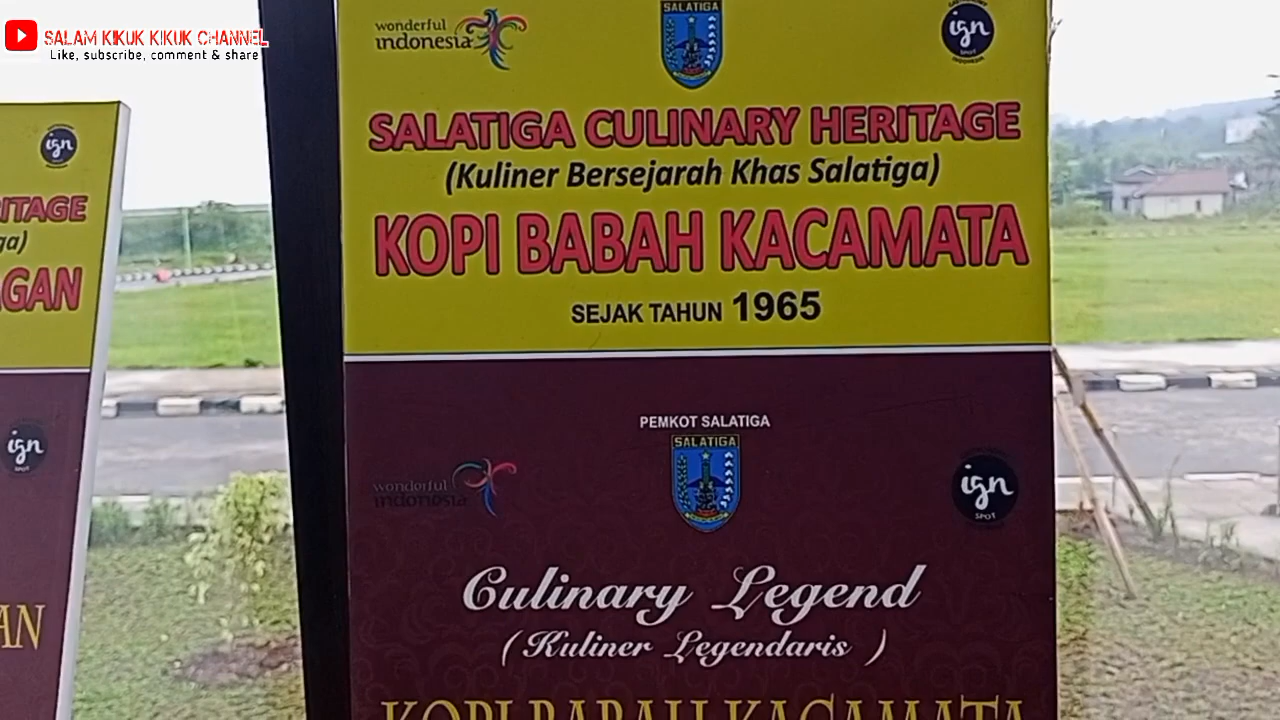 SALAM KIKUK KIKUK CHANNEL
Like, subscribe, comment & share
ign
ITAGE
ga)
GAN
ign
SPOT
AN
wonderful
indonesia
SALATIGA
ign
SPOT
INDONESIA
SALATIGA CULINARY HERITAGE
(Kuliner Bersejarah Khas Salatiga)
KOPI BABAH KACAMATA
SEJAK TAHUN 1965
PEMKOT SALATIGA
SALATIGA
wonderful
indonesia
ign
SPOT
Culinary Legend
(Kuliner Legendaris )
KOPI BABAH KACAMATA